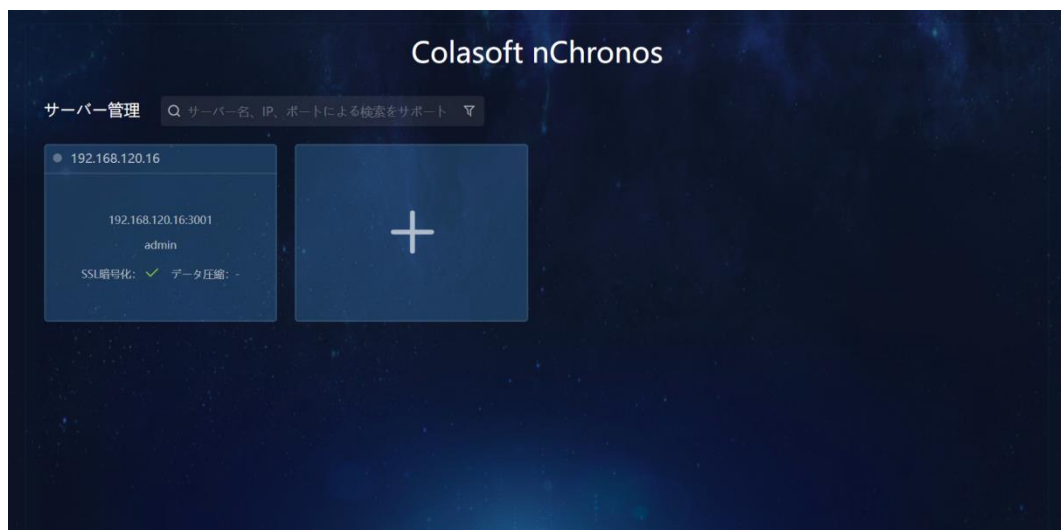 Colasoft nChronos
サーバー管理 サーバー名、IP、ポートによる検索をサポート
192.168.120.16
192.168.120.16:3001
admin
SSL暗号化: データ圧縮: -